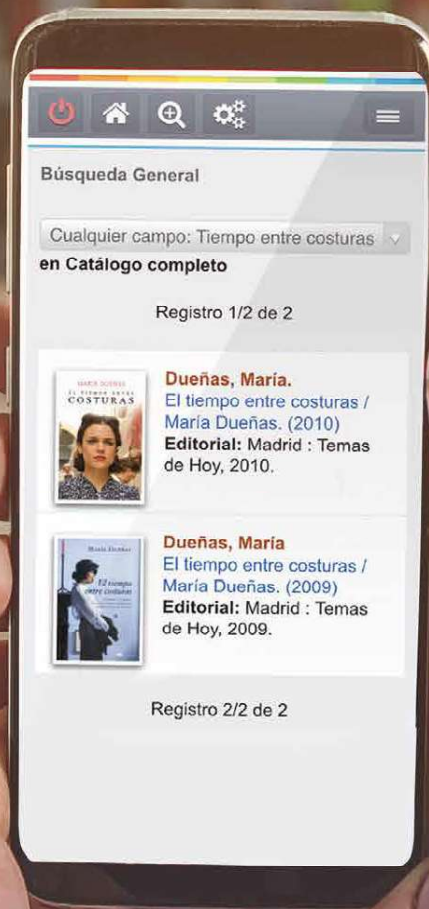 Búsqueda General
Cualquier campo: Tiempo entre costuras
en Catálogo completo
Registro 1/2 de 2
MARÍA DUEÑAS
EL TIEMPO ENTRE
COSTURAS
Dueñas, María.
El tiempo entre costuras /
María Dueñas. (2010)
Editorial: Madrid : Temas
de Hoy, 2010.
María Dueñas
El tiempo
entre costuras
Dueñas, María
El tiempo entre costuras /
María Dueñas. (2009)
Editorial: Madrid : Temas
de Hoy, 2009.
Registro 2/2 de 2